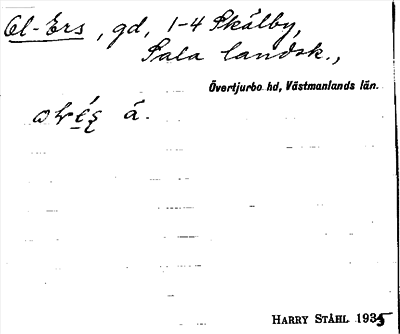 Ol-Ers, gd, 1-4 Skälby,
Sala landsk.,
Övertjurbo hd, Västmanlands län.
á.
HARRY STÅHL 1935